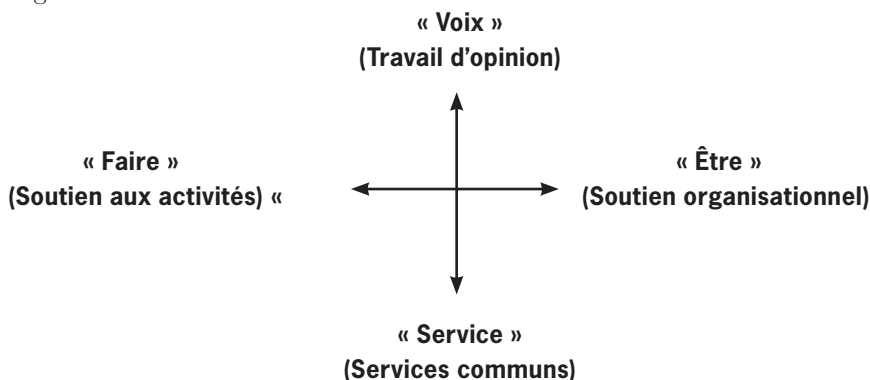 « Voix »
(Travail d’opinion)
« Faire »
(Soutien aux activités) «
« Être »
(Soutien organisationnel)
« Service »
(Services communs)